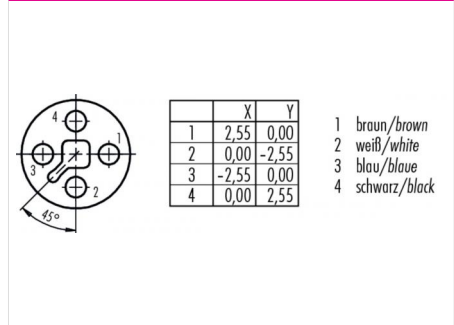 4
1
3
2
45°
X Y
1 2,55 0,00
2 0,00 -2,55
3 -2,55 0,00
4 0,00 2,55
1 braun/brown
2 weiß/white
3 blau/blaue
4 schwarz/black